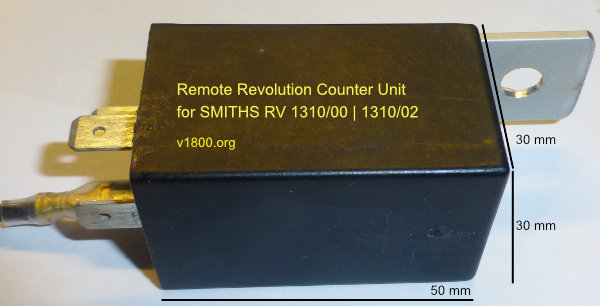 Remote Revolution Counter Unit
for SMITHS RV 1310/00 | 1310/02
v1800.org
30 mm
30 mm
50 mm